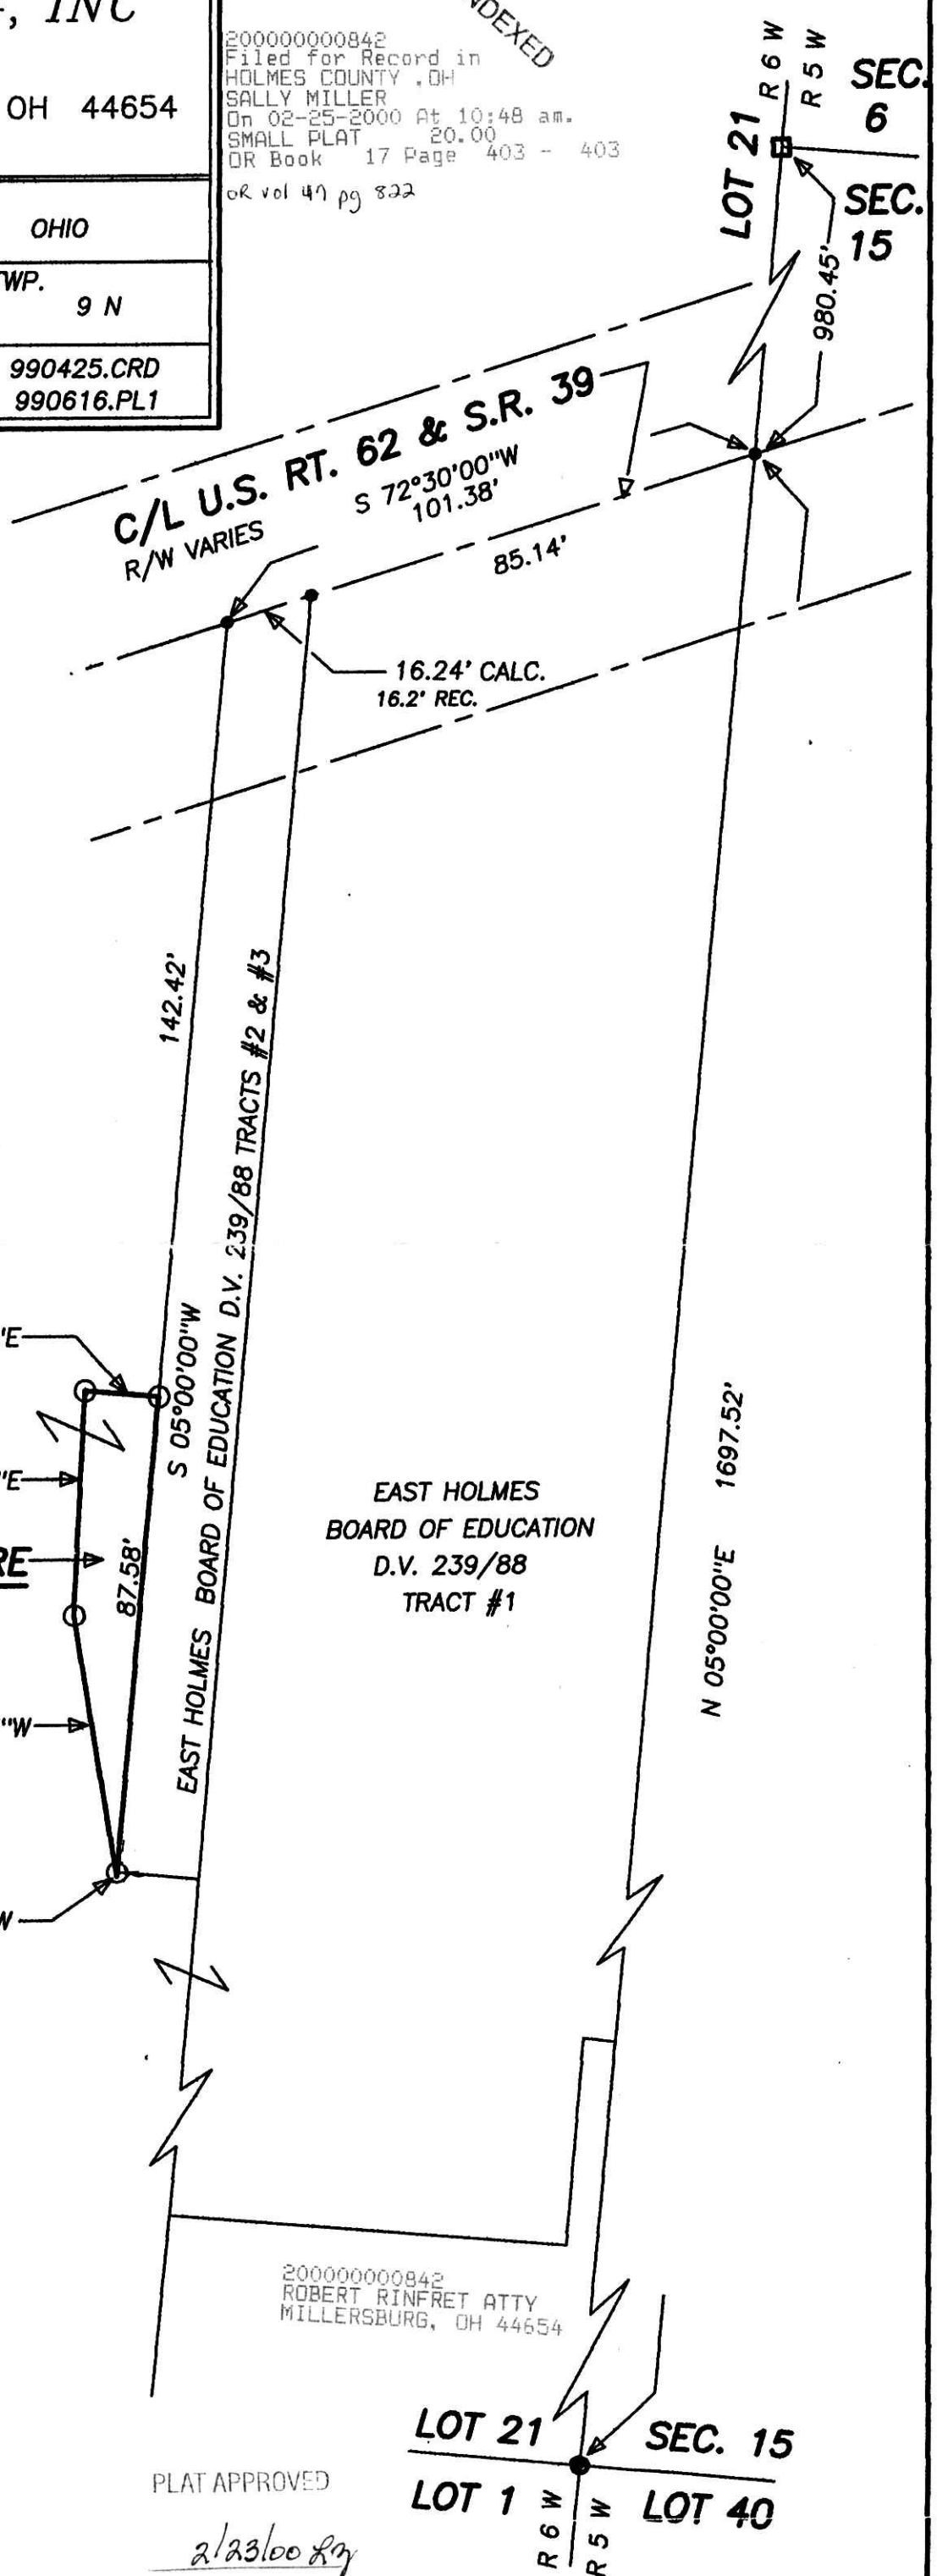 , INC
OH 44654
OHIO
WP.
9 N
990425.CRD
990616.PL1
NDEXED
200000000842
Filed for Record in
HOLMES COUNTY , OH
SALLY MILLER
On 02-25-2000 At 10:48 am.
SMALL PLAT 20.00
OR Book 17 Page 403 - 403
OR vol 47 pg 822
LOT 21
R 6 W
R 5 W
SEC.
6
SEC.
15
980.45'
C/L U.S. RT. 62 & S.R. 39
R/W VARIES
S 72°30'00"W
101.38'
85.14'
16.24' CALC.
16.2' REC.
142.42'
S 05°00'00"W
EAST HOLMES BOARD OF EDUCATION D.V. 239/88 TRACTS #2 & #3
'E
"E
RE
87.58'
"W
W
EAST HOLMES
BOARD OF EDUCATION
D.V. 239/88
TRACT #1
N 05°00'00"E 1697.52'
200000000842
ROBERT RINFRET ATTY
MILLERSBURG, OH 44654
LOT 21
SEC. 15
LOT 1
R 6 W
R 5 W
LOT 40
PLAT APPROVED
2/23/00